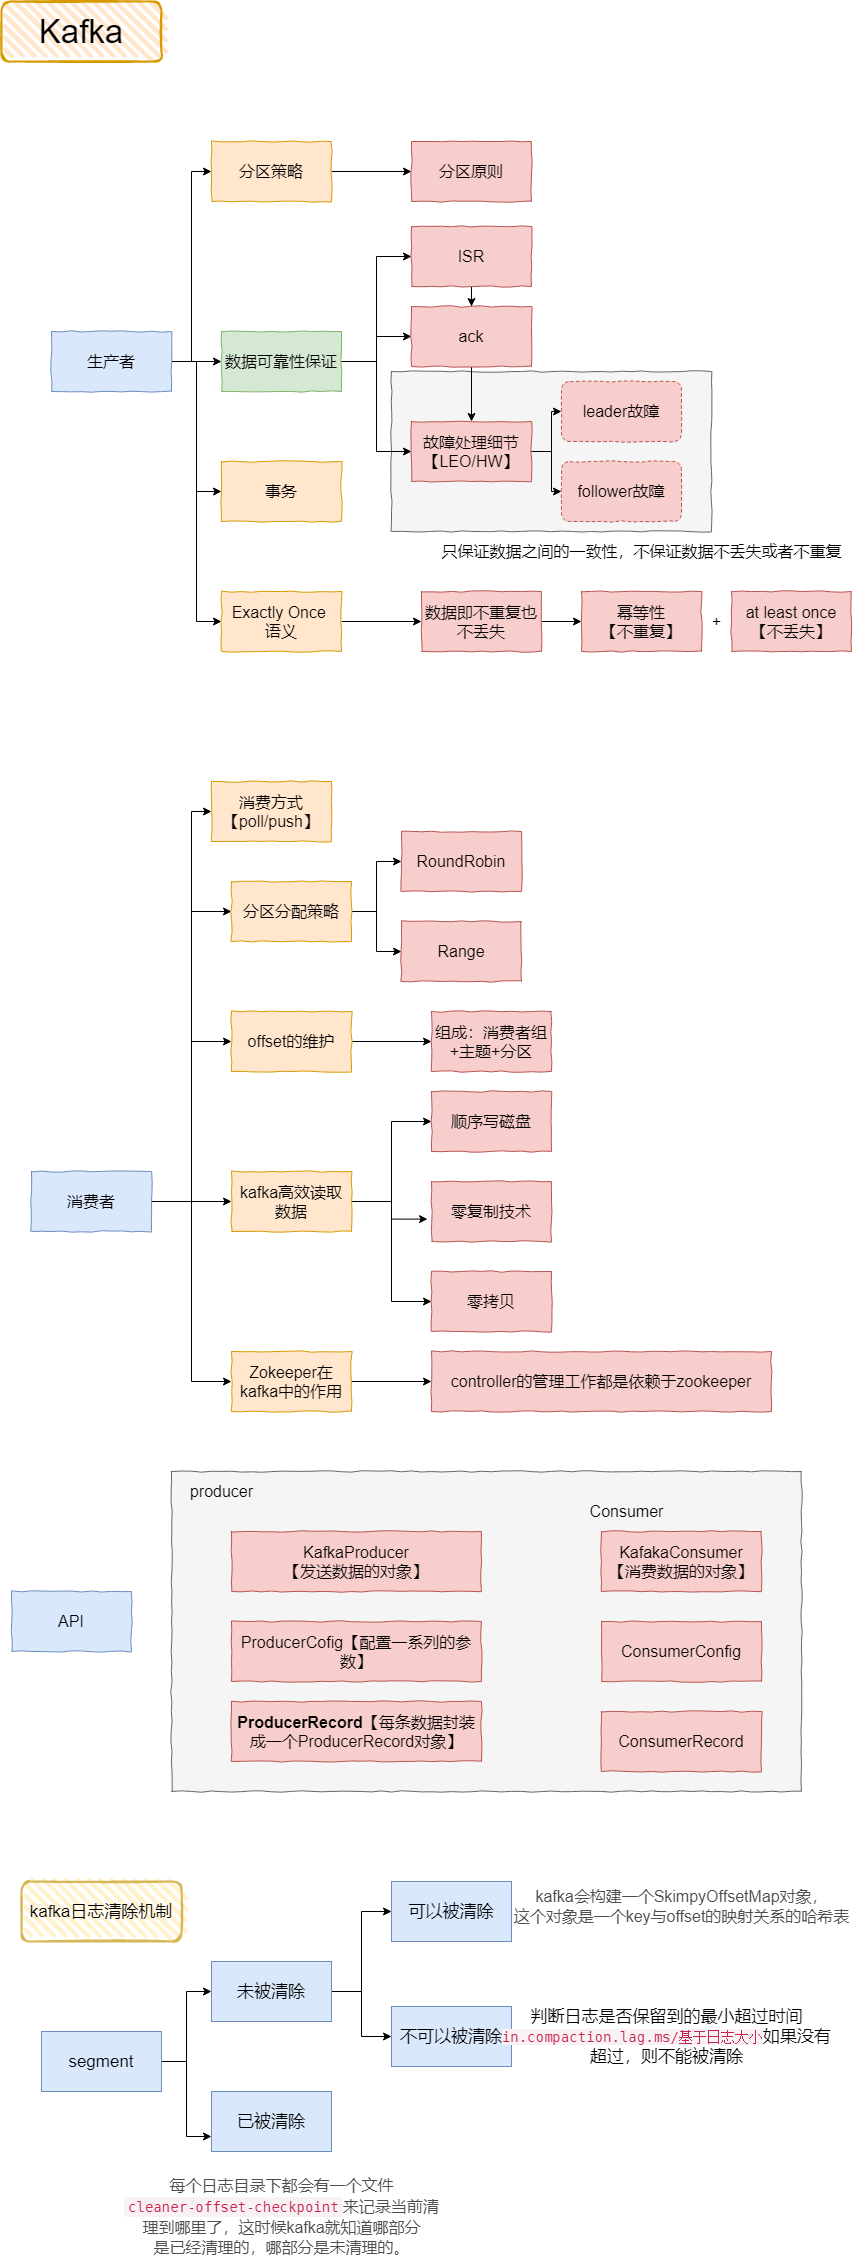 Kafka
分区策略
分区原则
ISR
ack
生产者
数据可靠性保证
故障处理细节
【LEO/HW】
leader故障
follower故障
事务
只保证数据之间的一致性，不保证数据不丢失或者不重复
Exactly Once
语义
数据即不重复也
不丢失
幂等性
【不重复】
+
at least once
【不丢失】
消费方式
【poll/push】
分区分配策略
RoundRobin
Range
offset的维护
组成：消费者组
+主题+分区
消费者
kafka高效读取
数据
顺序写磁盘
零复制技术
零拷贝
Zokeeper在
kafka中的作用
controller的管理工作都是依赖于zookeeper
API
producer
KafkaProducer
【发送数据的对象】
ProducerCofig【配置一系列的参
数】
ProducerRecord【每条数据封装
成一个ProducerRecord对象】
Consumer
KafakaConsumer
【消费数据的对象】
ConsumerConfig
ConsumerRecord
kafka日志清除机制
segment
未被清除
已被清除
可以被清除
kafka会构建一个SkimpyOffsetMap对象，
这个对象是一个key与offset的映射关系的哈希表
不可以被清除
判断日志是否保留到的最小超过时间
in.compaction.lag.ms/基于日志大小如果没有
超过，则不能被清除
每个日志目录下都会有一个文件
cleaner-offset-checkpoint来记录当前清
理到哪里了，这时候kafka就知道哪部分
是已经清理的，哪部分是未清理的。